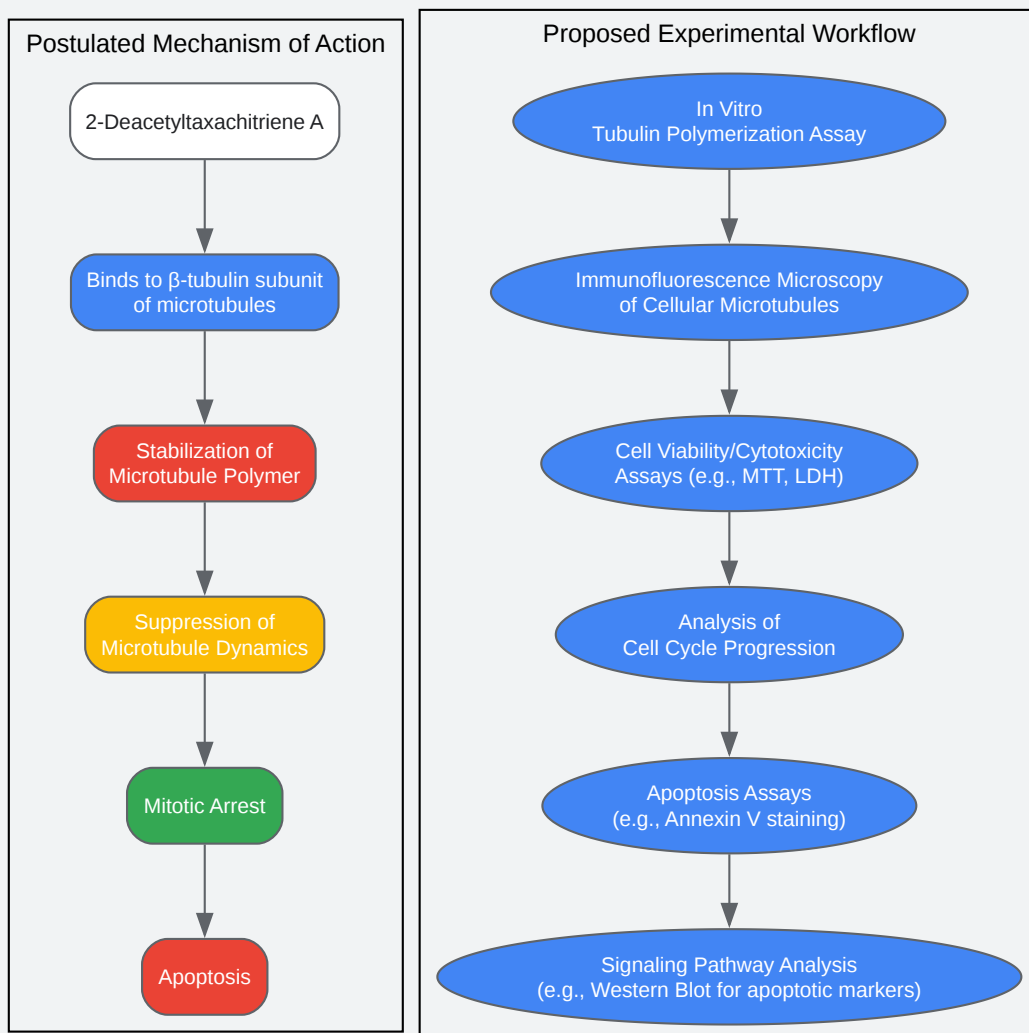 Postulated Mechanism of Action
2-Deacetyltaxachitriene A
Binds to β-tubulin subunit
of microtubules
Stabilization of
Microtubule Polymer
Suppression of
Microtubule Dynamics
Mitotic Arrest
Apoptosis
Proposed Experimental Workflow
In Vitro
Tubulin Polymerization Assay
Immunofluorescence Microscopy
of Cellular Microtubules
Cell Viability/Cytotoxicity
Assays (e.g., MTT, LDH)
Analysis of
Cell Cycle Progression
Apoptosis Assays
(e.g., Annexin V staining)
Signaling Pathway Analysis
(e.g., Western Blot for apoptotic markers)